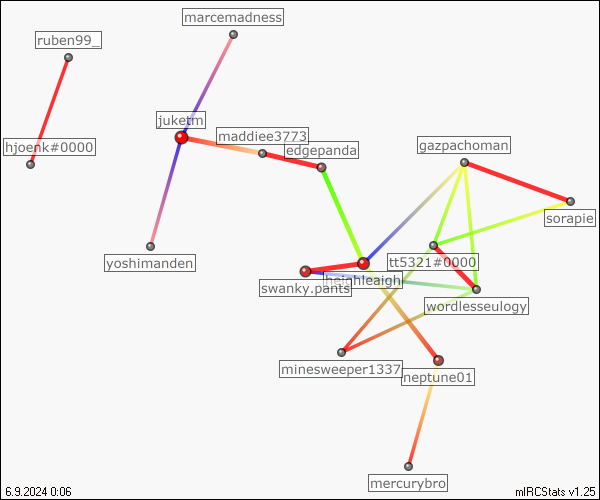 marcemadness
ruben99_
juketm
maddiee3773
hjoenk#0000
edgepanda
gazpachoman
sorapie
yoshimanden
tt5321#0000
heighleaigh
swanky.pants
wordlesseulogy
minesweeper1337
neptune01
mercurybro
6.9.2024 0:06
mIRCStats v1.25